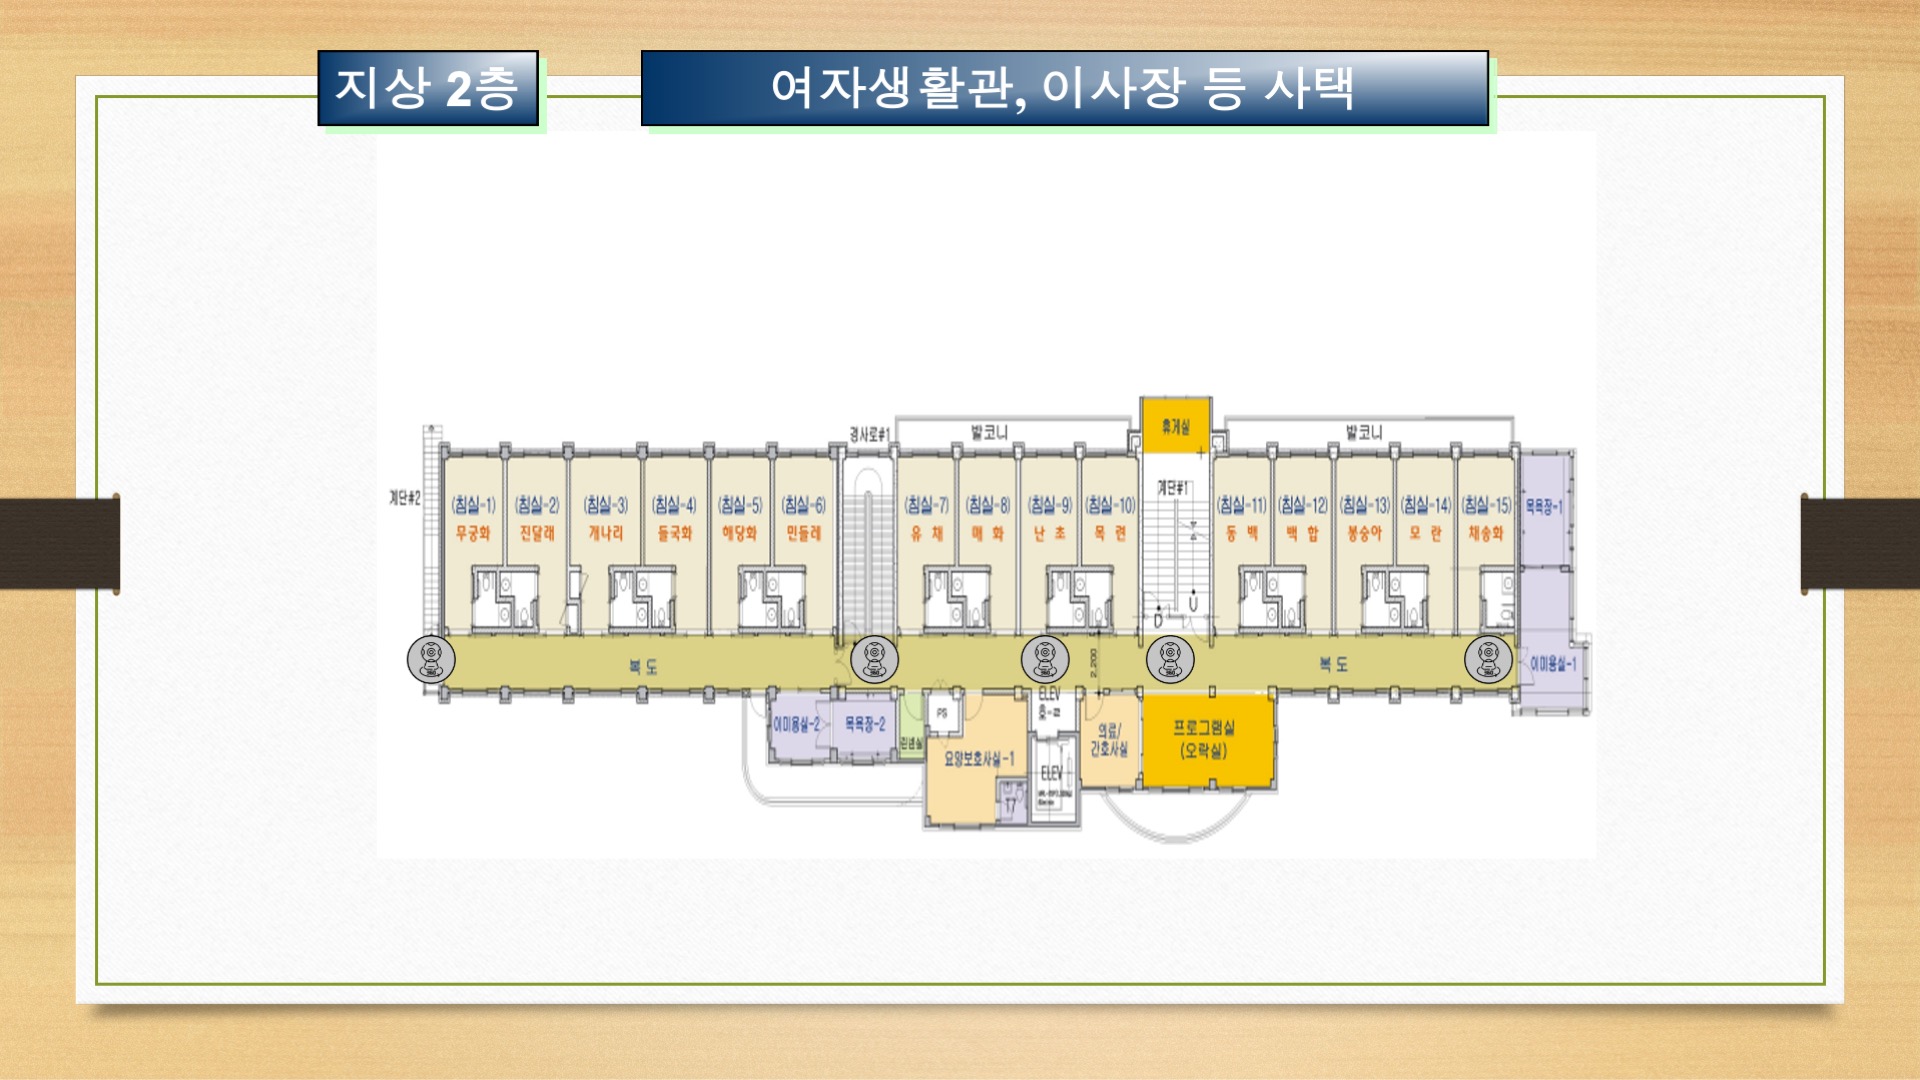 지상 2층
여자생활관, 이사장 등 사택
휴게실
경사로#1
발코니
발코니
계단#2
(침실-1)
무궁화
(침실-2)
진달래
(침실-3)
개나리
(침실-4)
들국화
(침실-5)
해당화
(침실-6)
민들레
(침실-7)
유 채
(침실-8)
매 화
(침실-9)
난 초
(침실-10)
목 련
계단#1
(침실-11)
동 백
(침실-12)
백 합
(침실-13)
봉숭아
(침실-14)
모 란
(침실-15)
채송화
목욕장-1
D
U
복 도
2,200
복 도
이미용실-1
이미용실-2
목욕장-2
PS
요양보호사실-1
ELEV
홀-2
ELEV
의료/
간호사실
프로그램실
(오락실)